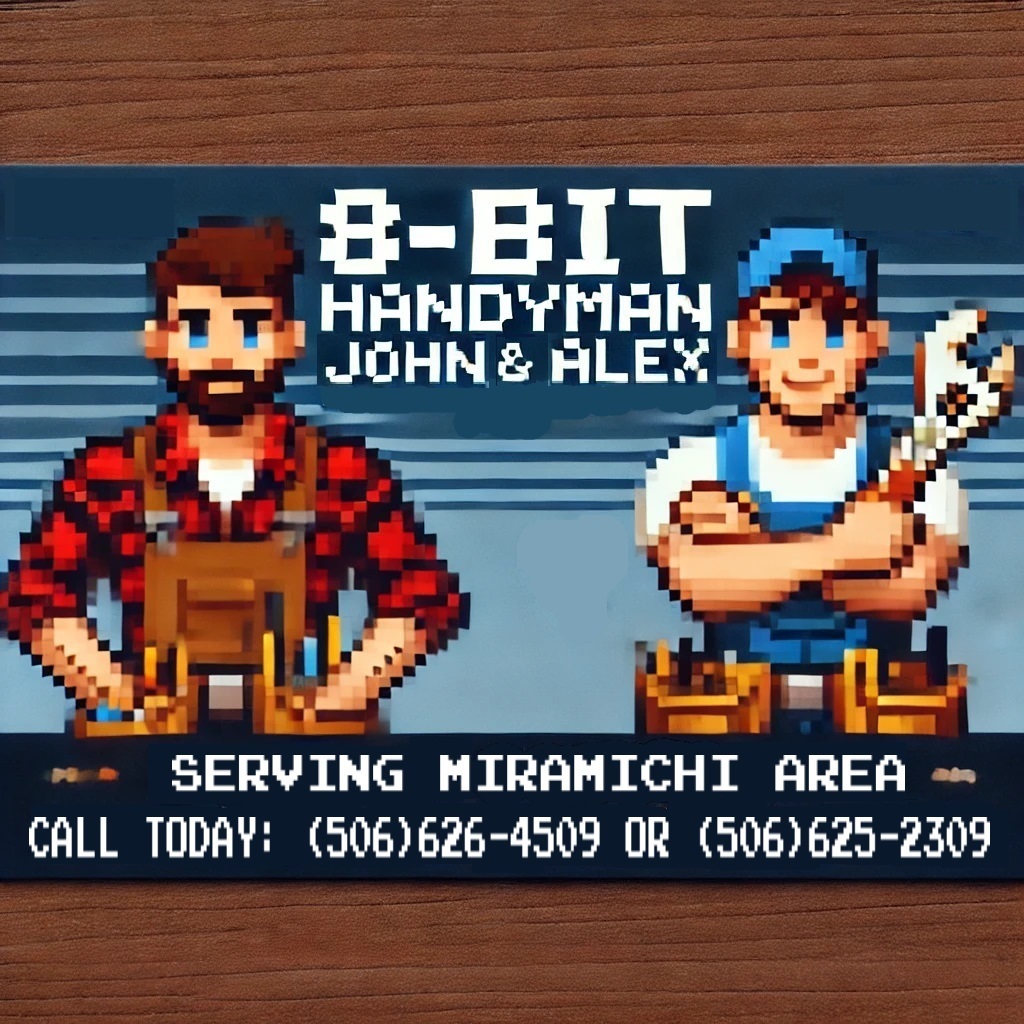 8-BIT
HANDYMAN
JOHN & ALEX
SERVING MIRAMICHI AREA
CALL TODAY: (506)626-4509 OR (506)625-2309